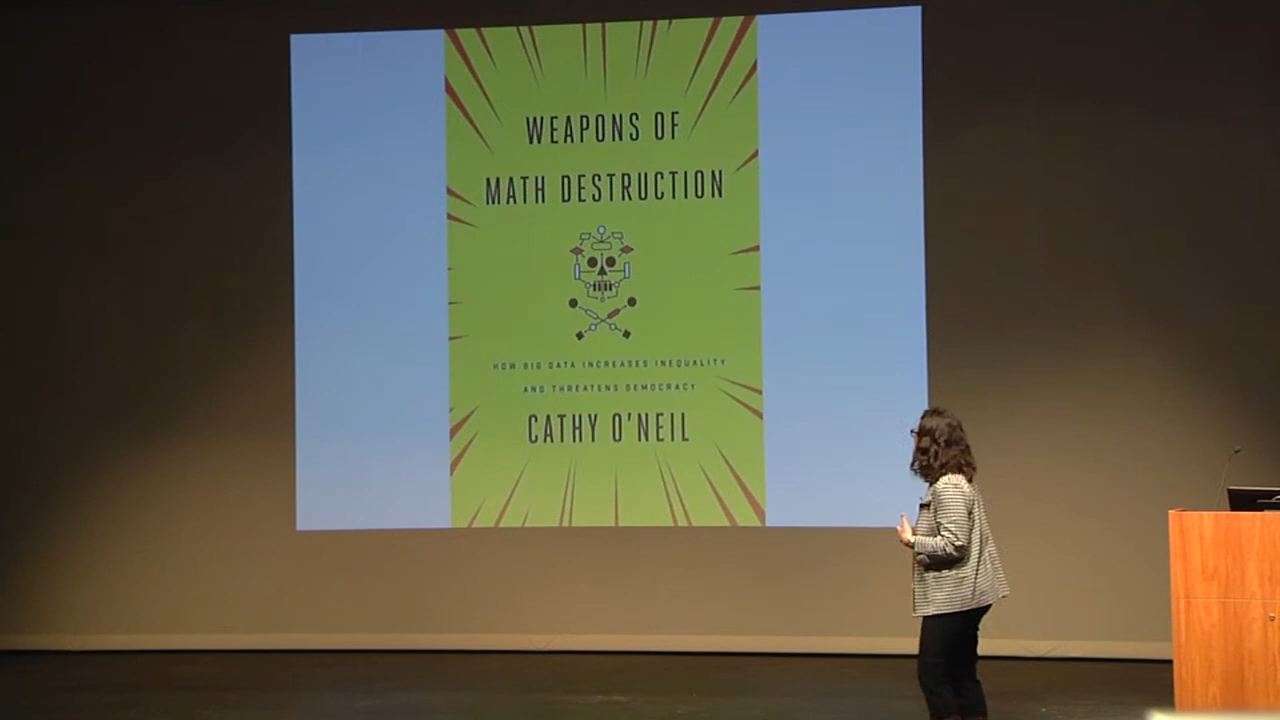 WEAPONS OF
MATH DESTRUCTION
HOW BIG DATA INCREASES INEQUALITY
AND THREATENS DEMOCRACY
CATHY O'NEIL